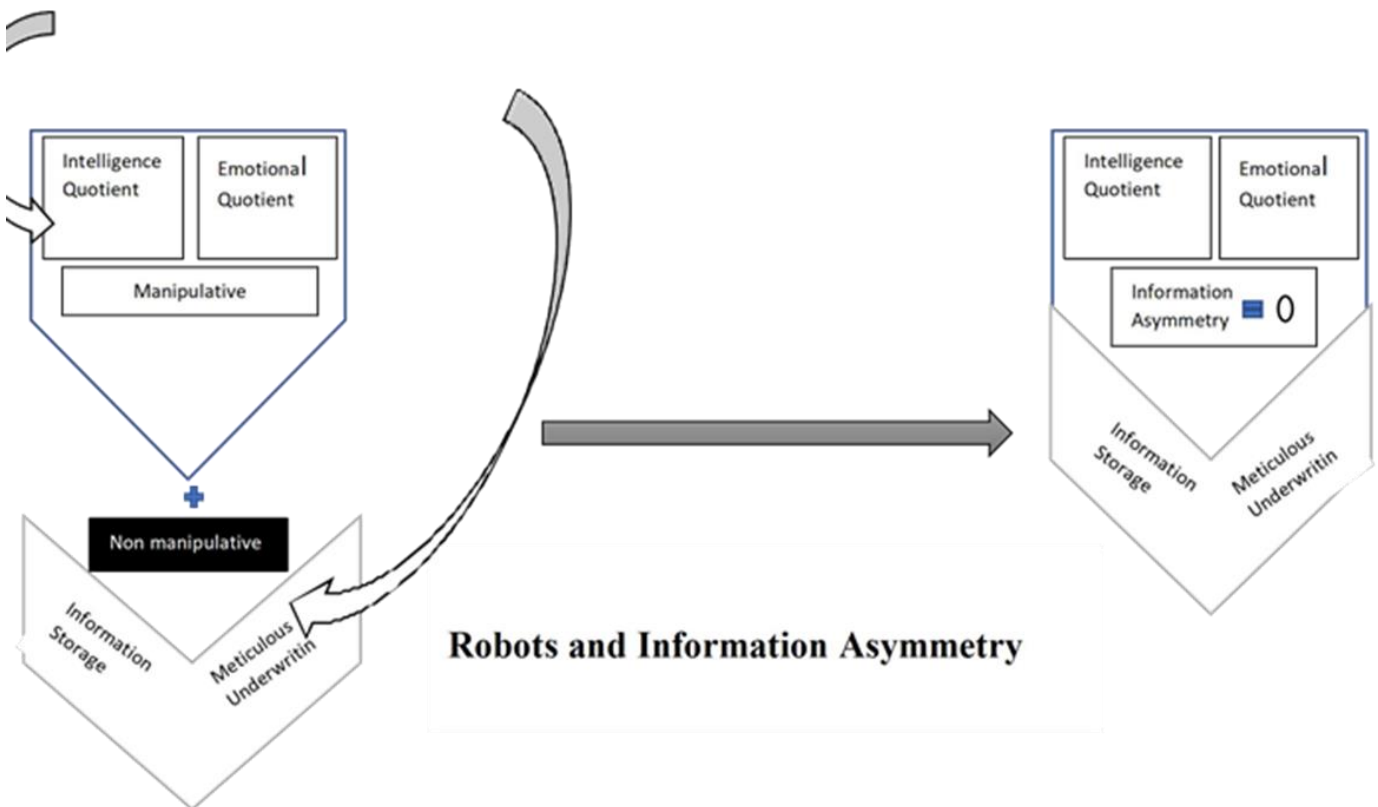 Intelligence
Quotient
Emotional
Quotient
Manipulative
Non manipulative
Information
Storage
Meticulous
Underwritin
Robots and Information Asymmetry
Intelligence
Quotient
Emotional
Quotient
Information
Asymmetry = 0
Information
Storage
Meticulous
Underwritin